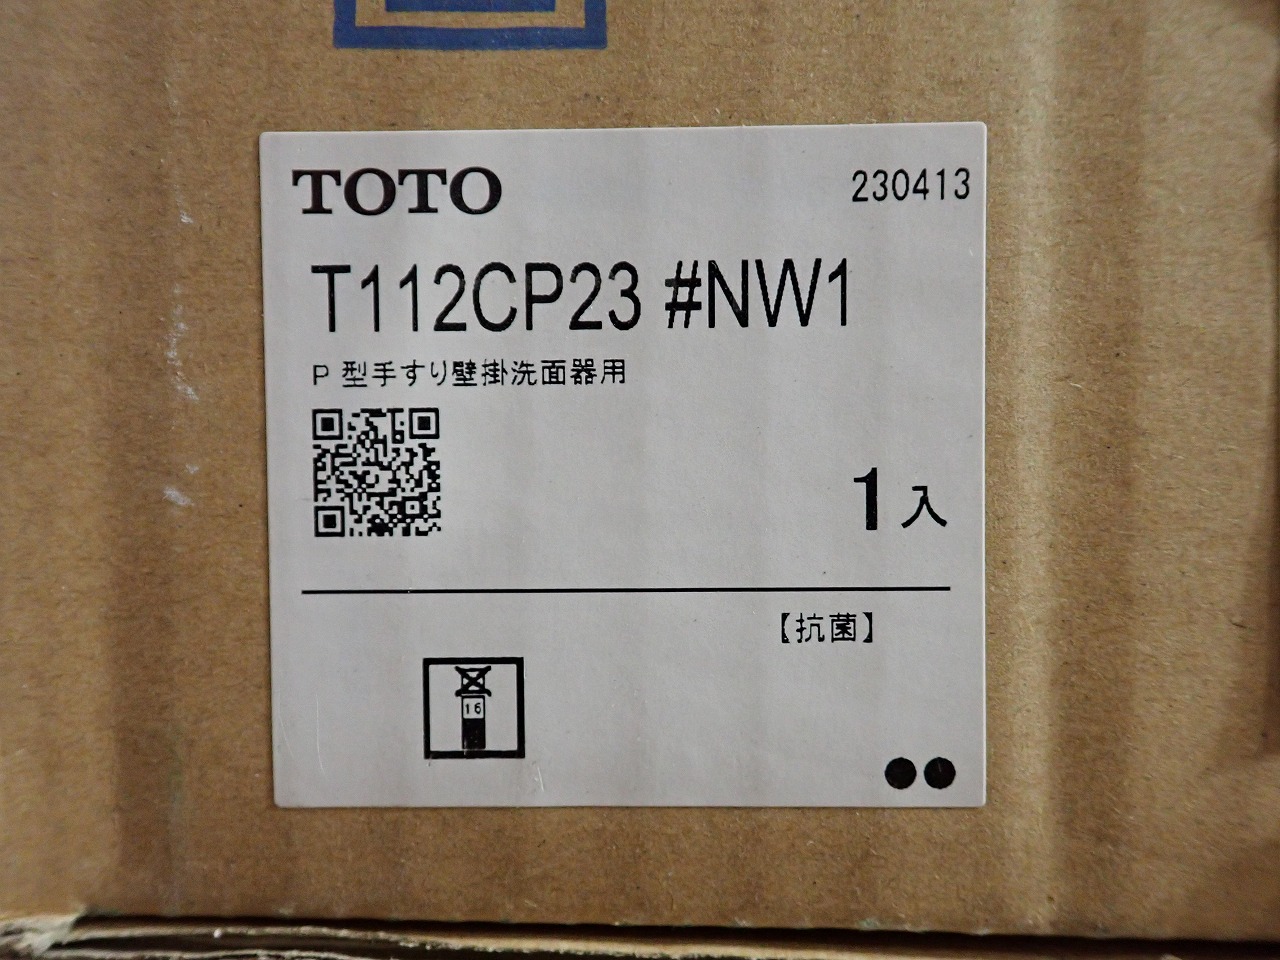 TOTO
230413
T112CP23 #NW1
P 型手すり壁掛洗面器用
1入
【抗菌】
16